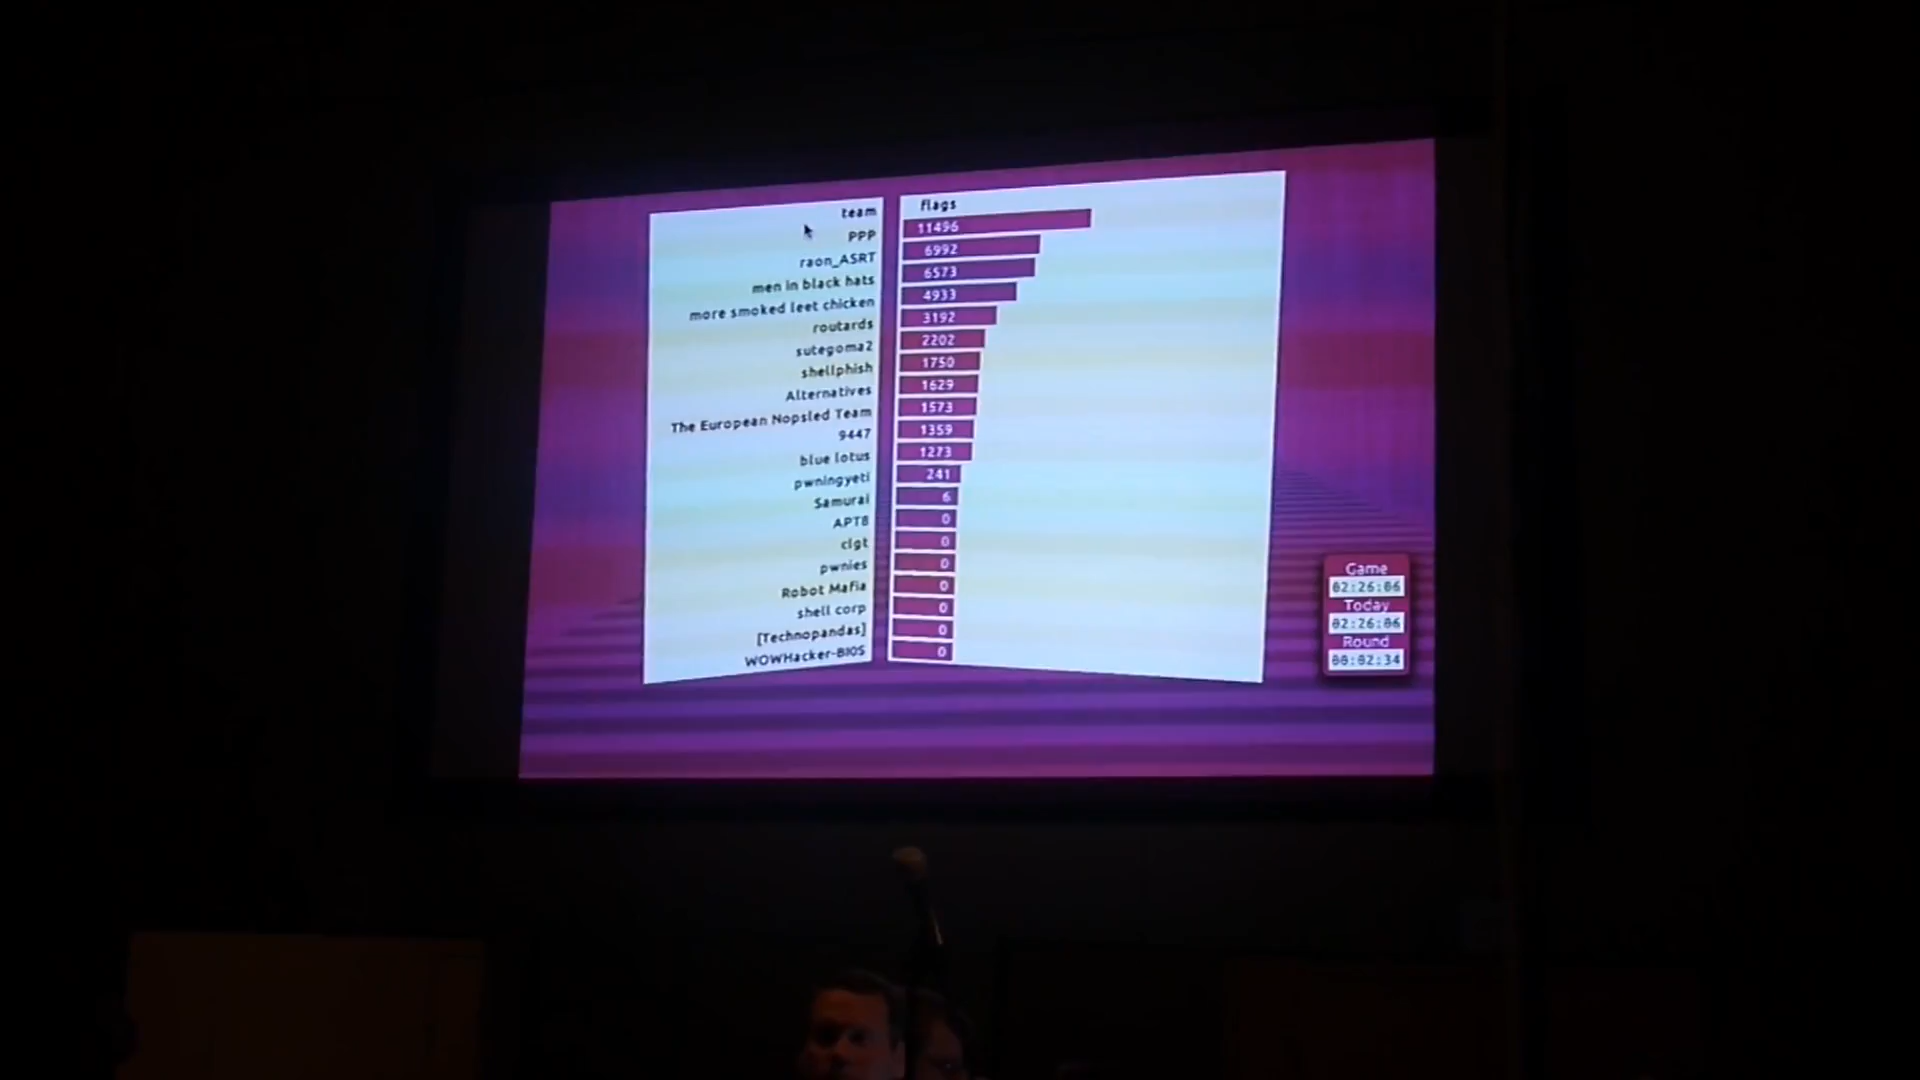 team flags
PPP 11496
raon_ASRT 6992
men in black hats 6573
more smoked leet chicken 4933
routards 3192
sutegoma2 2202
shellphish 1750
Alternatives 1629
The European Nopsled Team 1573
9447 1359
blue lotus 1273
pwningyeti 241
Samurai 6
APT8 0
clgt 0
pwnies 0
Robot Mafia 0
shell corp 0
[Technopandas] 0
WOWHacker-BIOS 0
Game
02:26:06
Today
02:26:06
Round
00:02:34